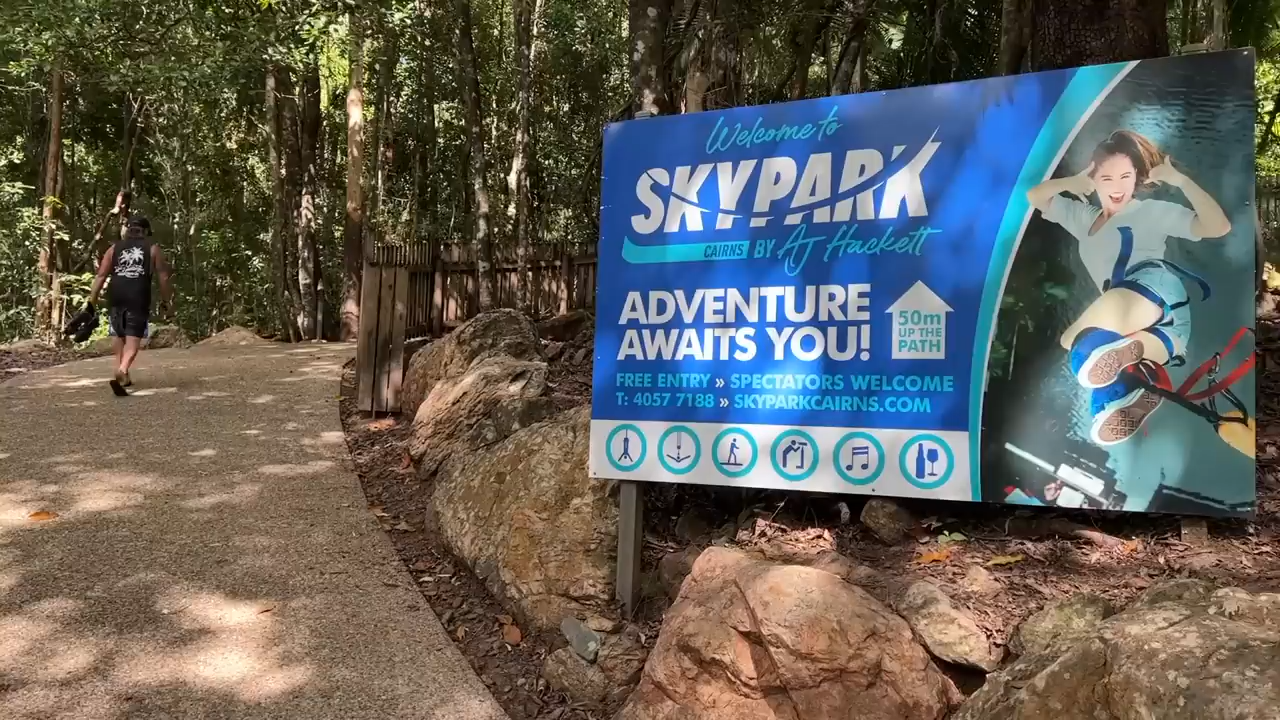 Welcome to
SKYPARK
CAIRNS BY AJ Hackett
ADVENTURE
AWAITS YOU!
50m
UP THE
PATH
FREE ENTRY » SPECTATORS WELCOME
T: 4057 7188 » SKYPARKCAIRNS.COM